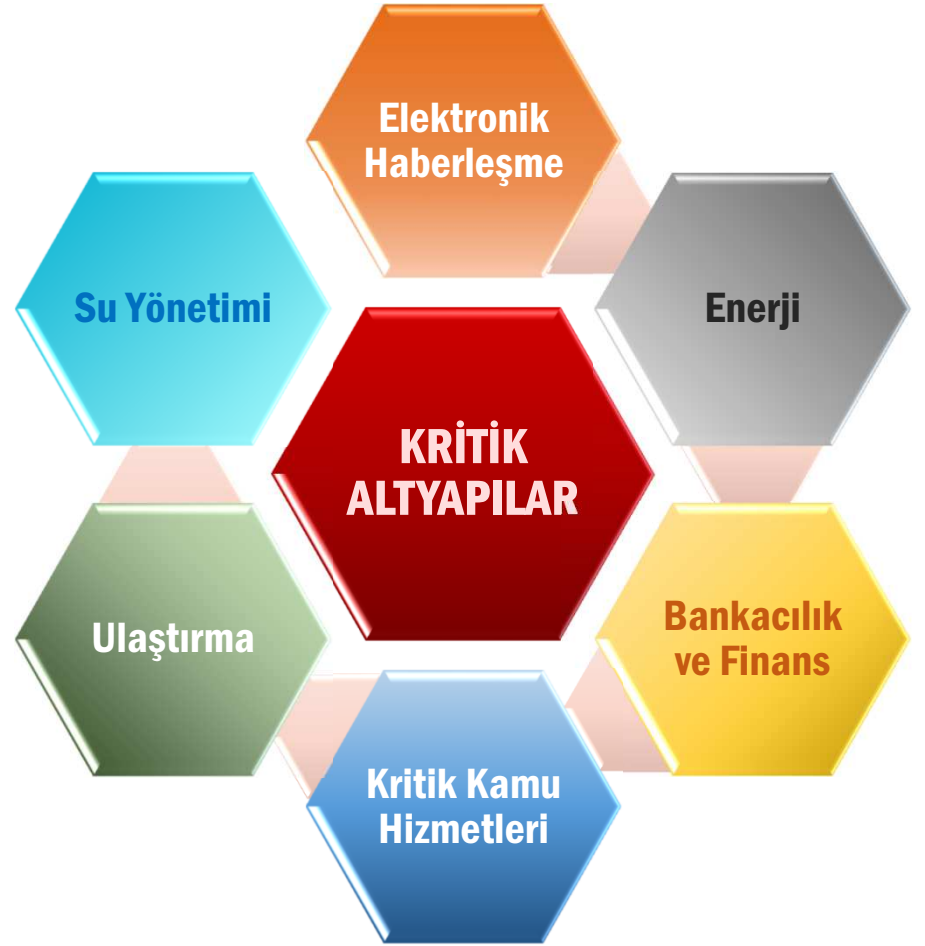 Elektronik
Haberleşme
Su Yönetimi
Enerji
KRİTİK
ALTYAPILAR
Ulaştırma
Bankacılık
ve Finans
Kritik Kamu
Hizmetleri